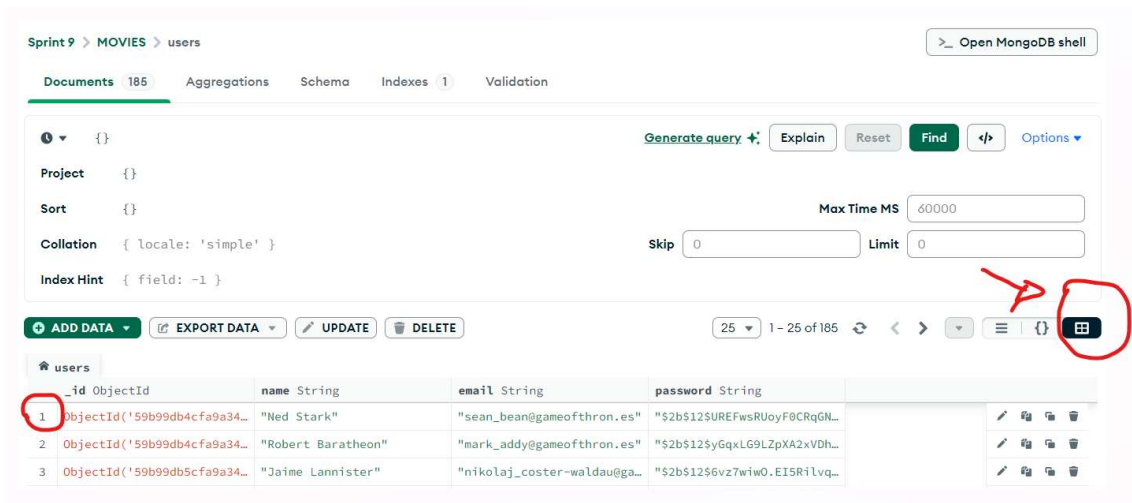 Sprint 9 > MOVIES > users
>_ Open MongoDB shell
Documents 185 Aggregations Schema Indexes 1 Validation
{} Generate query Explain Reset Find </> Options
Project {}
Sort {} Max Time MS 60000
Collation { locale: 'simple' } Skip 0 Limit 0
Index Hint { field: -1 }
ADD DATA EXPORT DATA UPDATE DELETE 25 1 – 25 of 185 {}
users
_id ObjectId name String email String password String
1 ObjectId('59b99db4cfa9a34… "Ned Stark" "sean_bean@gameofthron.es" "$2b$12$UREFwsRUoyF0CRqGN…
2 ObjectId('59b99db4cfa9a34… "Robert Baratheon" "mark_addy@gameofthron.es" "$2b$12$yGqxLG9LZpXA2xVDh…
3 ObjectId('59b99db5cfa9a34… "Jaime Lannister" "nikolaj_coster-waldau@ga… "$2b$12$6vz7wiwO.EI5Rilvq…